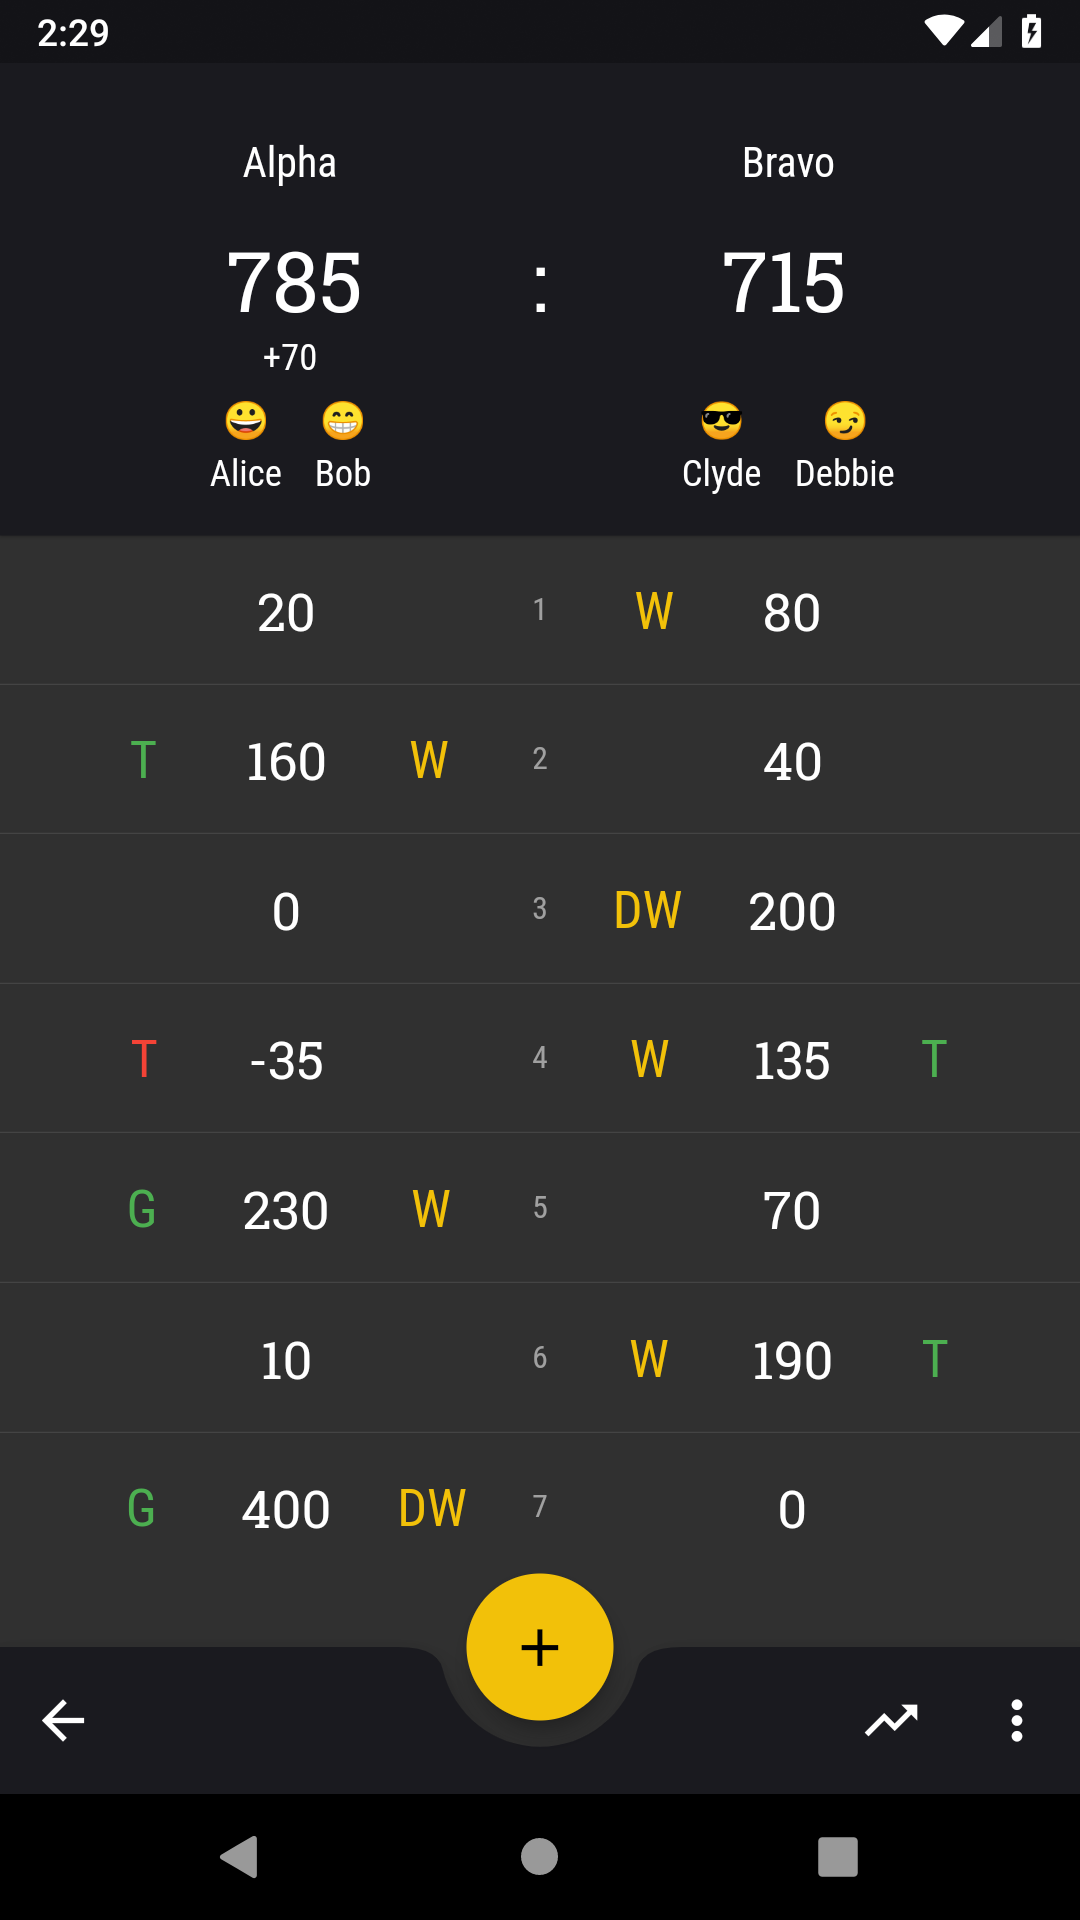 2:29
Alpha Bravo
785 : 715
+70
Alice Bob Clyde Debbie
20 1 W 80
T 160 W 2 40
0 3 DW 200
T -35 4 W 135 T
G 230 W 5 70
10 6 W 190 T
G 400 DW 7 0